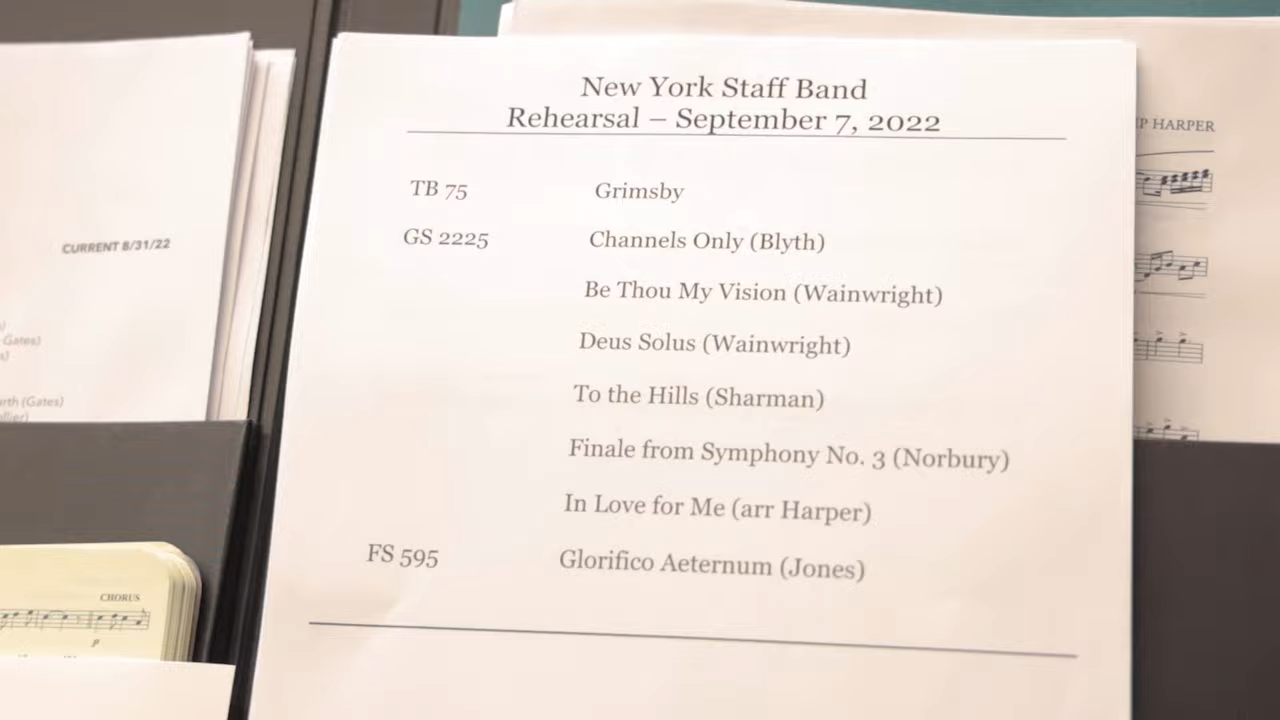 New York Staff Band
Rehearsal – September 7, 2022
TB 75 Grimsby
GS 2225 Channels Only (Blyth)
Be Thou My Vision (Wainwright)
Deus Solus (Wainwright)
To the Hills (Sharman)
Finale from Symphony No. 3 (Norbury)
In Love for Me (arr Harper)
FS 595 Glorifico Aeternum (Jones)
CURRENT 8/31/22
Gates)
(Gates)
CHORUS
p
HARPER